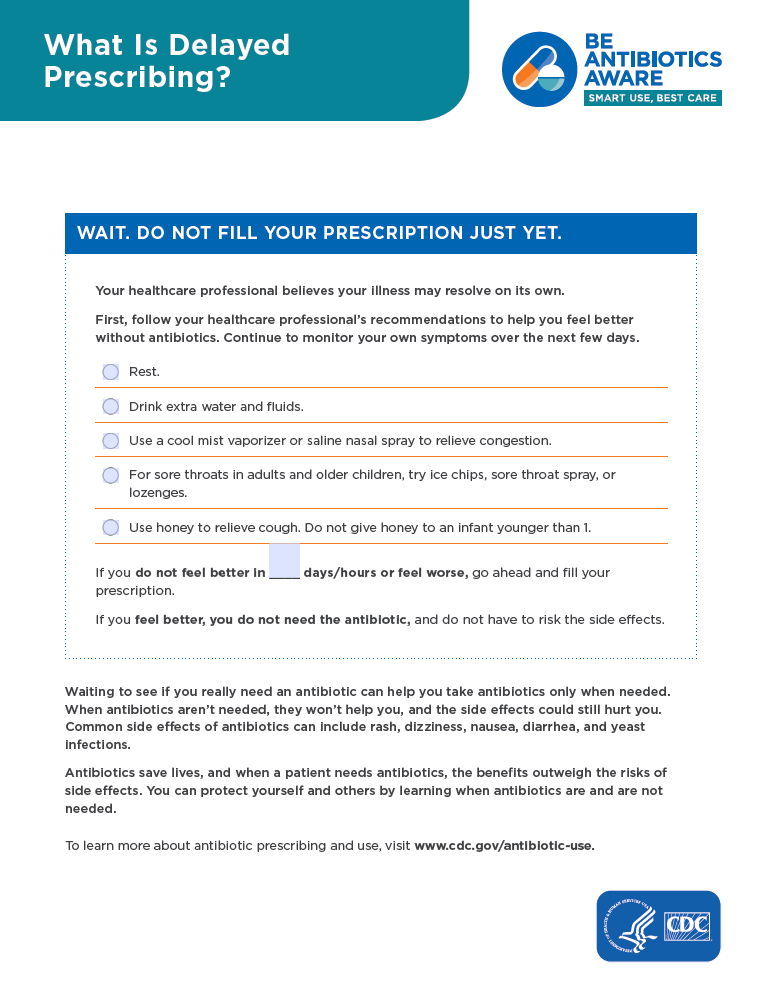 What Is Delayed
Prescribing?
BE
ANTIBIOTICS
AWARE
SMART USE, BEST CARE
WAIT. DO NOT FILL YOUR PRESCRIPTION JUST YET.
Your healthcare professional believes your illness may resolve on its own.
First, follow your healthcare professional’s recommendations to help you feel better
without antibiotics. Continue to monitor your own symptoms over the next few days.
Rest.
Drink extra water and fluids.
Use a cool mist vaporizer or saline nasal spray to relieve congestion.
For sore throats in adults and older children, try ice chips, sore throat spray, or
lozenges.
Use honey to relieve cough. Do not give honey to an infant younger than 1.
If you do not feel better in ____ days/hours or feel worse, go ahead and fill your
prescription.
If you feel better, you do not need the antibiotic, and do not have to risk the side effects.
Waiting to see if you really need an antibiotic can help you take antibiotics only when needed.
When antibiotics aren’t needed, they won’t help you, and the side effects could still hurt you.
Common side effects of antibiotics can include rash, dizziness, nausea, diarrhea, and yeast
infections.
Antibiotics save lives, and when a patient needs antibiotics, the benefits outweigh the risks of
side effects. You can protect yourself and others by learning when antibiotics are and are not
needed.
To learn more about antibiotic prescribing and use, visit www.cdc.gov/antibiotic-use.
DEPARTMENT OF HEALTH & HUMAN SERVICES USA
CDC